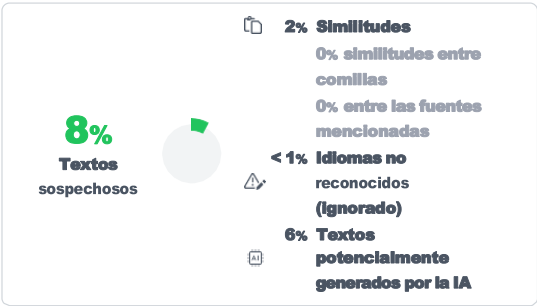 8%
Textos
sospechosos
2% Similitudes
0% similitudes entre
comillas
0% entre las fuentes
mencionadas
< 1% Idiomas no
reconocidos
(ignorado)
6% Textos
potencialmente
generados por la IA
AI